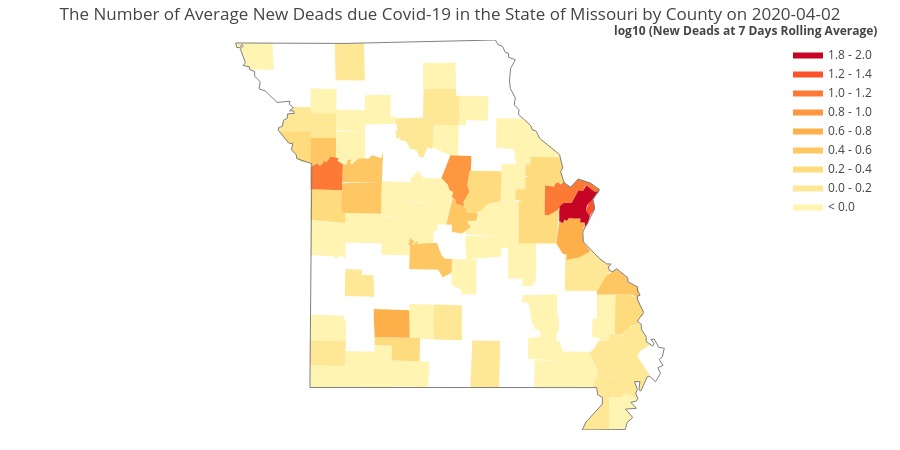 The Number of Average New Deads due Covid-19 in the State of Missouri by County on 2020-04-02
log10 (New Deads at 7 Days Rolling Average)
1.8 - 2.0
1.2 - 1.4
1.0 - 1.2
0.8 - 1.0
0.6 - 0.8
0.4 - 0.6
0.2 - 0.4
0.0 - 0.2
< 0.0